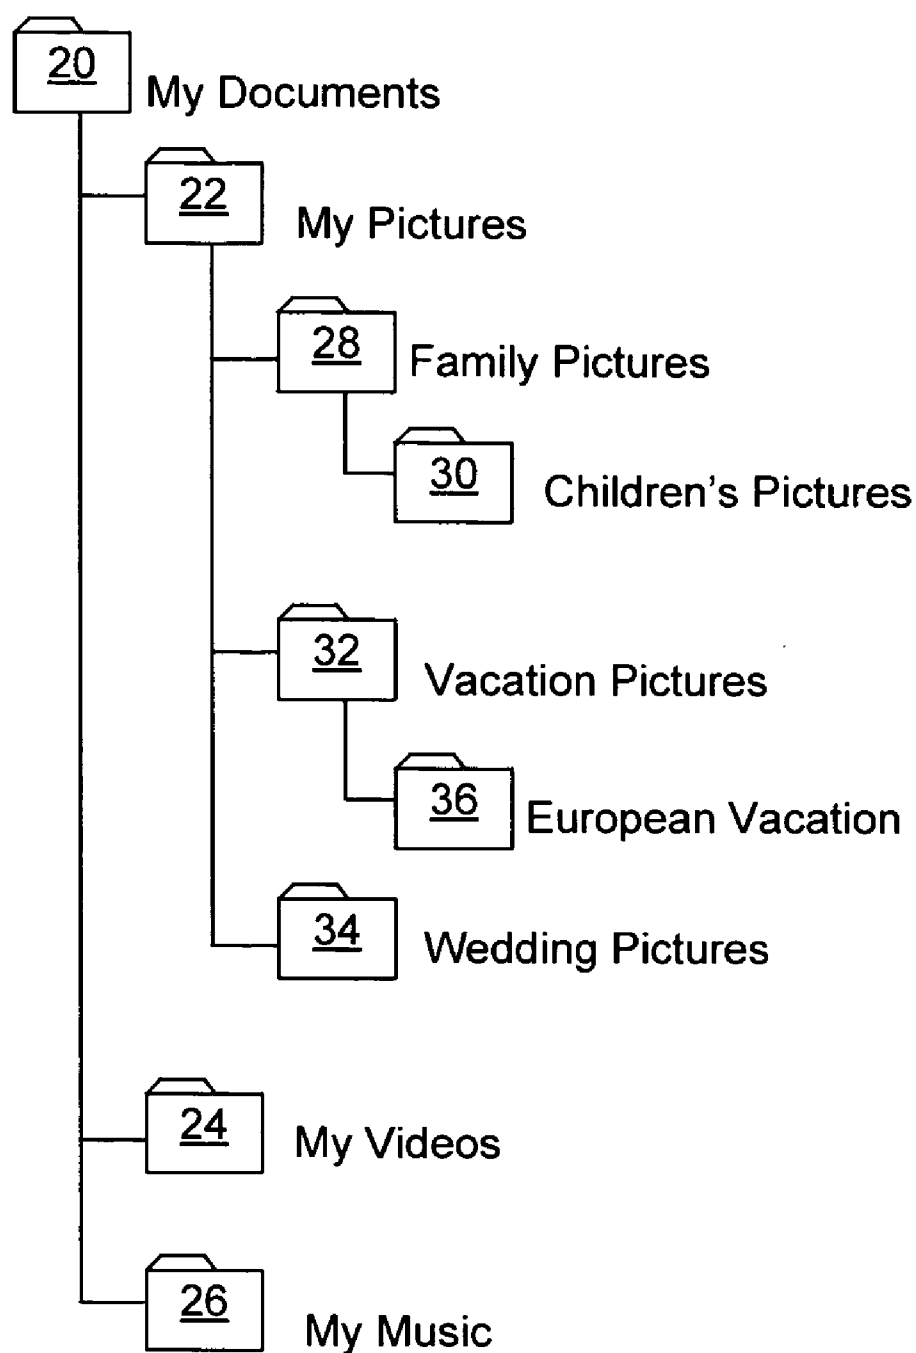 20 My Documents
22 My Pictures
28 Family Pictures
30 Children's Pictures
32 Vacation Pictures
36 European Vacation
34 Wedding Pictures
24 My Videos
26 My Music